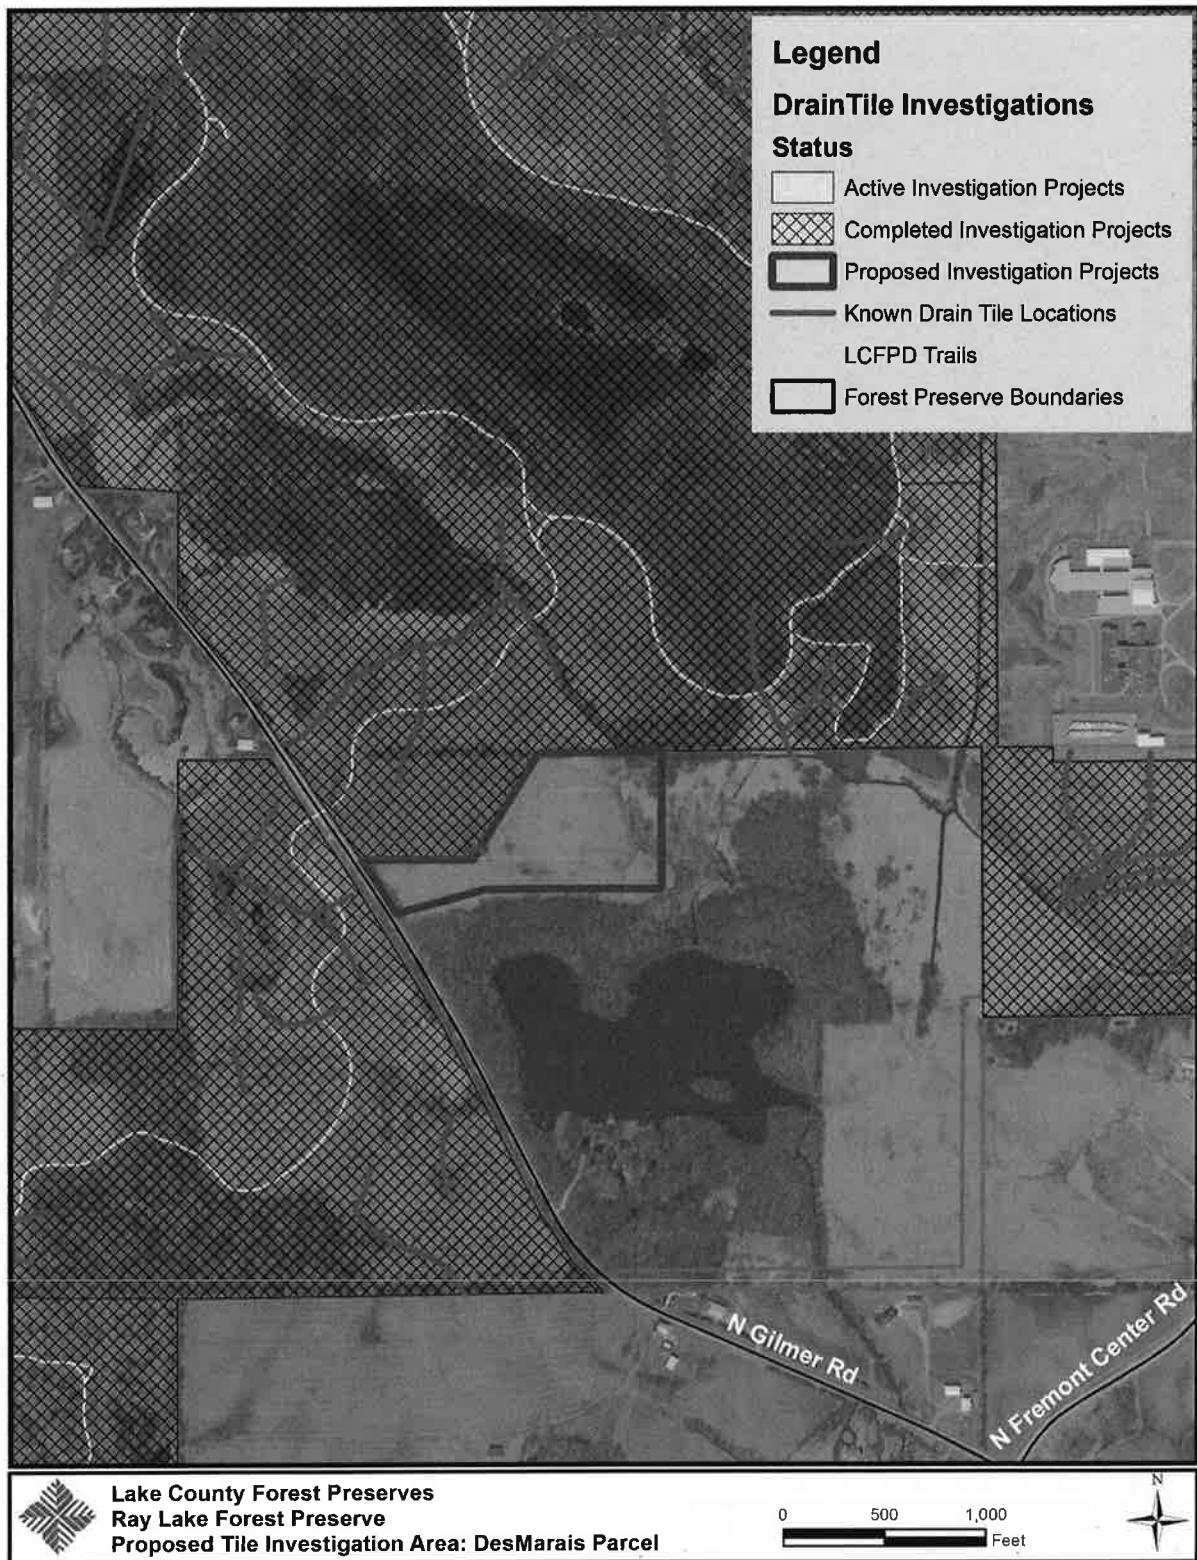 Legend
DrainTile Investigations
Status
Active Investigation Projects
Completed Investigation Projects
Proposed Investigation Projects
Known Drain Tile Locations
LCFPD Trails
Forest Preserve Boundaries
N Gilmer Rd
N Fremont Center Rd
Lake County Forest Preserves
Ray Lake Forest Preserve
Proposed Tile Investigation Area: DesMarais Parcel
0 500 1,000
Feet
N